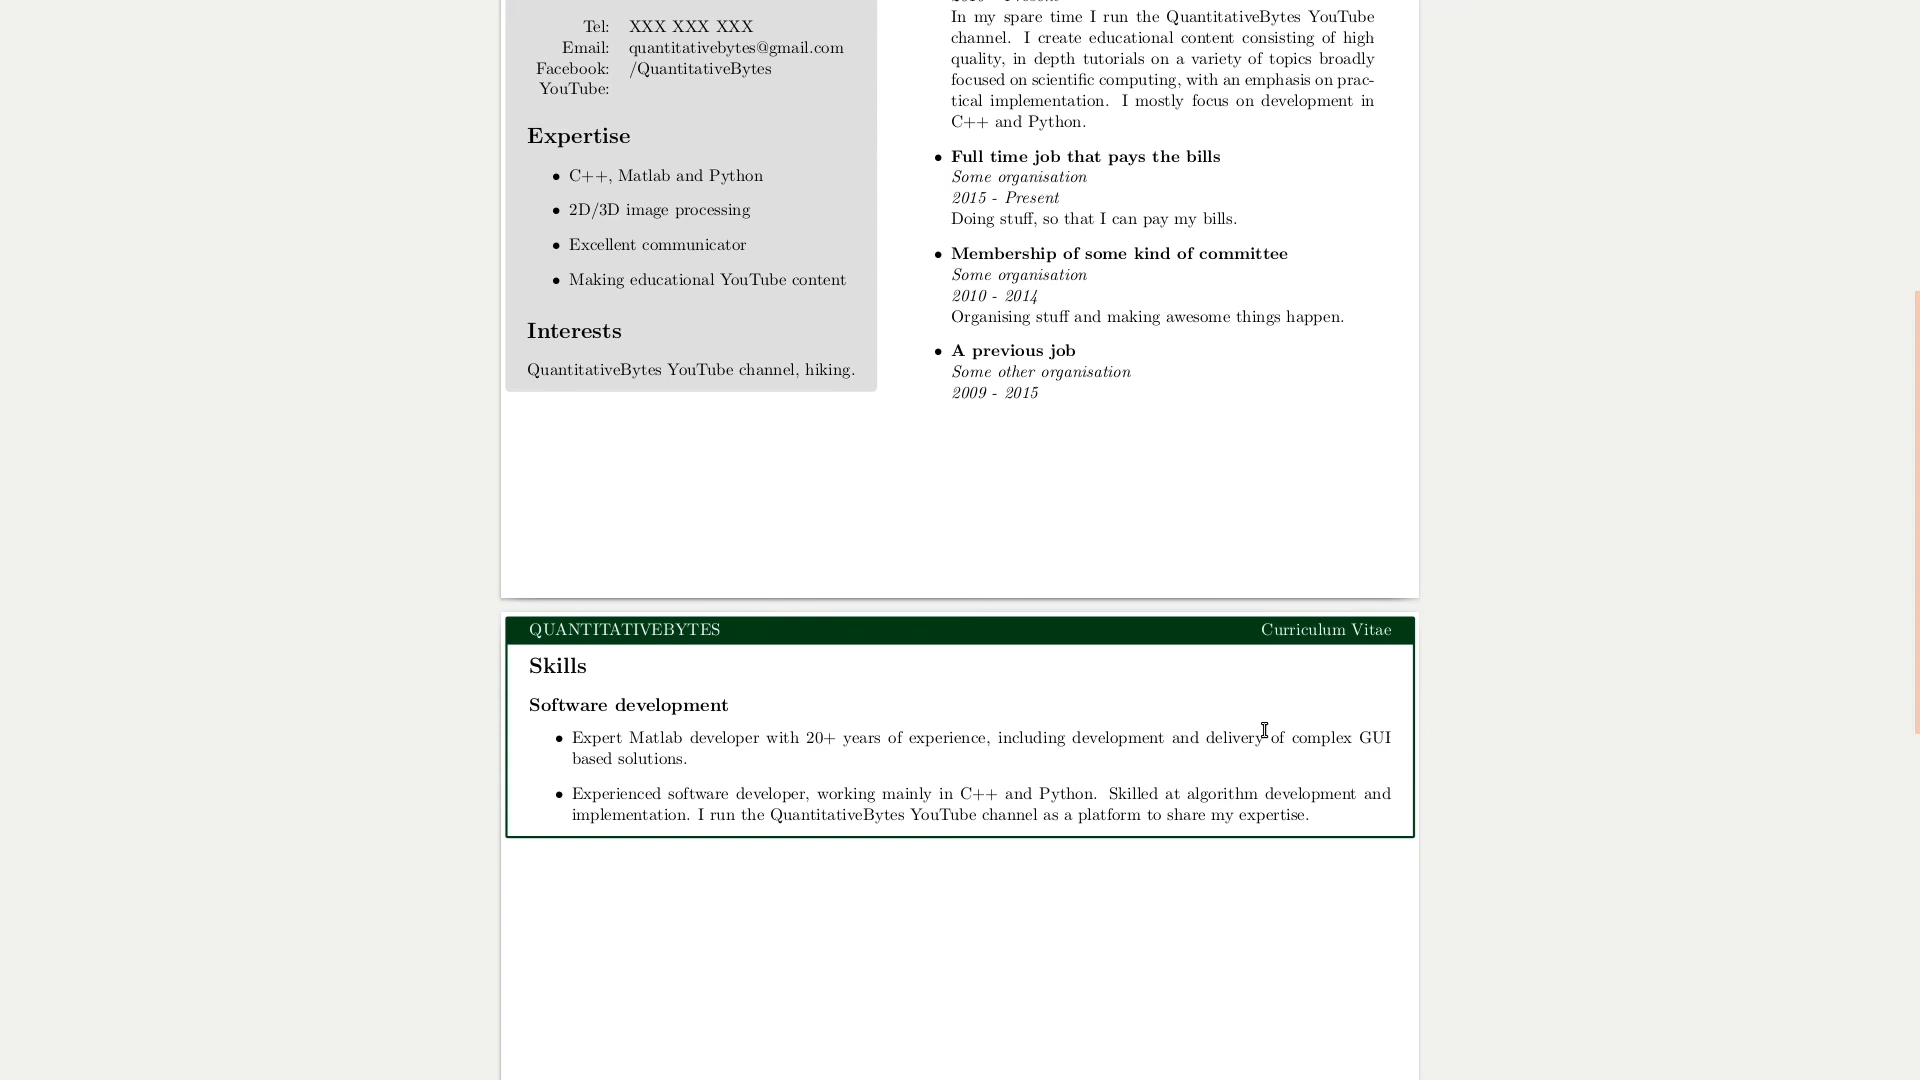 Tel: XXX XXX XXX
Email: quantitativebytes@gmail.com
Facebook: /QuantitativeBytes
YouTube:
Expertise
• C++, Matlab and Python
• 2D/3D image processing
• Excellent communicator
• Making educational YouTube content
Interests
QuantitativeBytes YouTube channel, hiking.
In my spare time I run the QuantitativeBytes YouTube
channel. I create educational content consisting of high
quality, in depth tutorials on a variety of topics broadly
focused on scientific computing, with an emphasis on prac-
tical implementation. I mostly focus on development in
C++ and Python.
• Full time job that pays the bills
Some organisation
2015 - Present
Doing stuff, so that I can pay my bills.
• Membership of some kind of committee
Some organisation
2010 - 2014
Organising stuff and making awesome things happen.
• A previous job
Some other organisation
2009 - 2015
QUANTITATIVEBYTES Curriculum Vitae
Skills
Software development
• Expert Matlab developer with 20+ years of experience, including development and delivery of complex GUI
based solutions.
• Experienced software developer, working mainly in C++ and Python. Skilled at algorithm development and
implementation. I run the QuantitativeBytes YouTube channel as a platform to share my expertise.